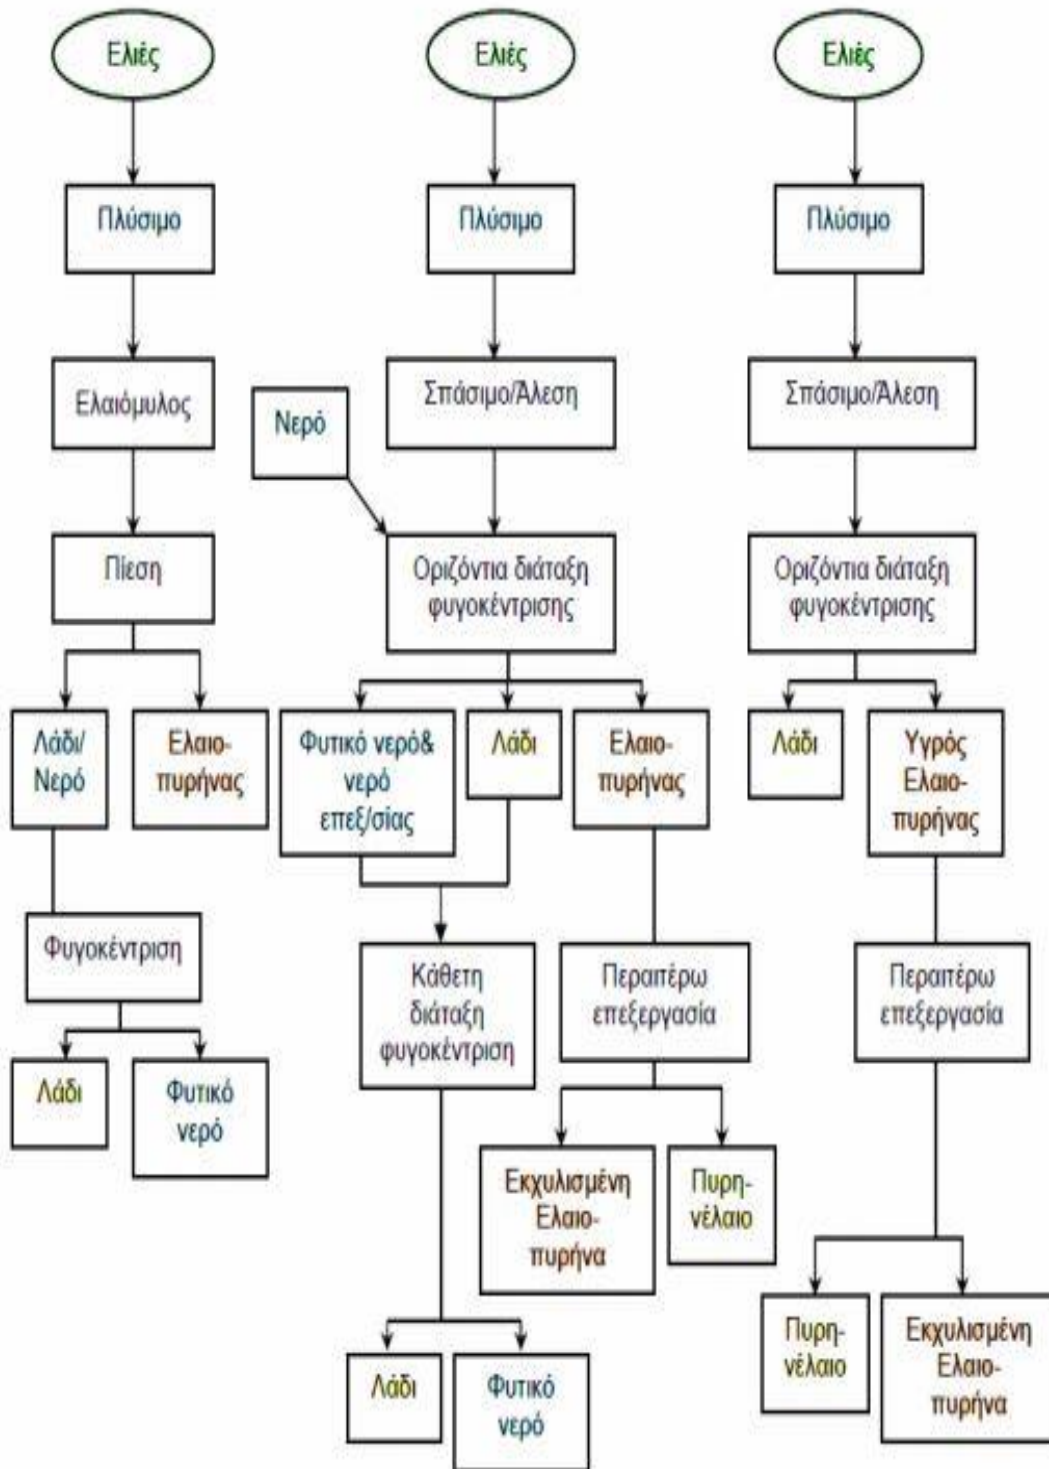 Ελιές
Πλύσιμο
Ελαιόμυλος
Πίεση
Λάδι/
Νερό
Ελαιο-
πυρήνας
Φυγοκέντριση
Λάδι
Φυτικό
νερό
Ελιές
Πλύσιμο
Σπάσιμο/Άλεση
Νερό
Οριζόντια διάταξη
φυγοκέντρισης
Φυτικό νερό&
νερό
επεξ/σίας
Λάδι
Ελαιο-
πυρήνας
Κάθετη
διάταξη
φυγοκέντριση
Περαιτέρω
επεξεργασία
Εκχυλισμένη
Ελαιο-
πυρήνα
Πυρη-
νέλαιο
Λάδι
Φυτικό
νερό
Ελιές
Πλύσιμο
Σπάσιμο/Άλεση
Οριζόντια διάταξη
φυγοκέντρισης
Λάδι
Υγρός
Ελαιο-
πυρήνας
Περαιτέρω
επεξεργασία
Πυρη-
νέλαιο
Εκχυλισμένη
Ελαιο-
πυρήνα